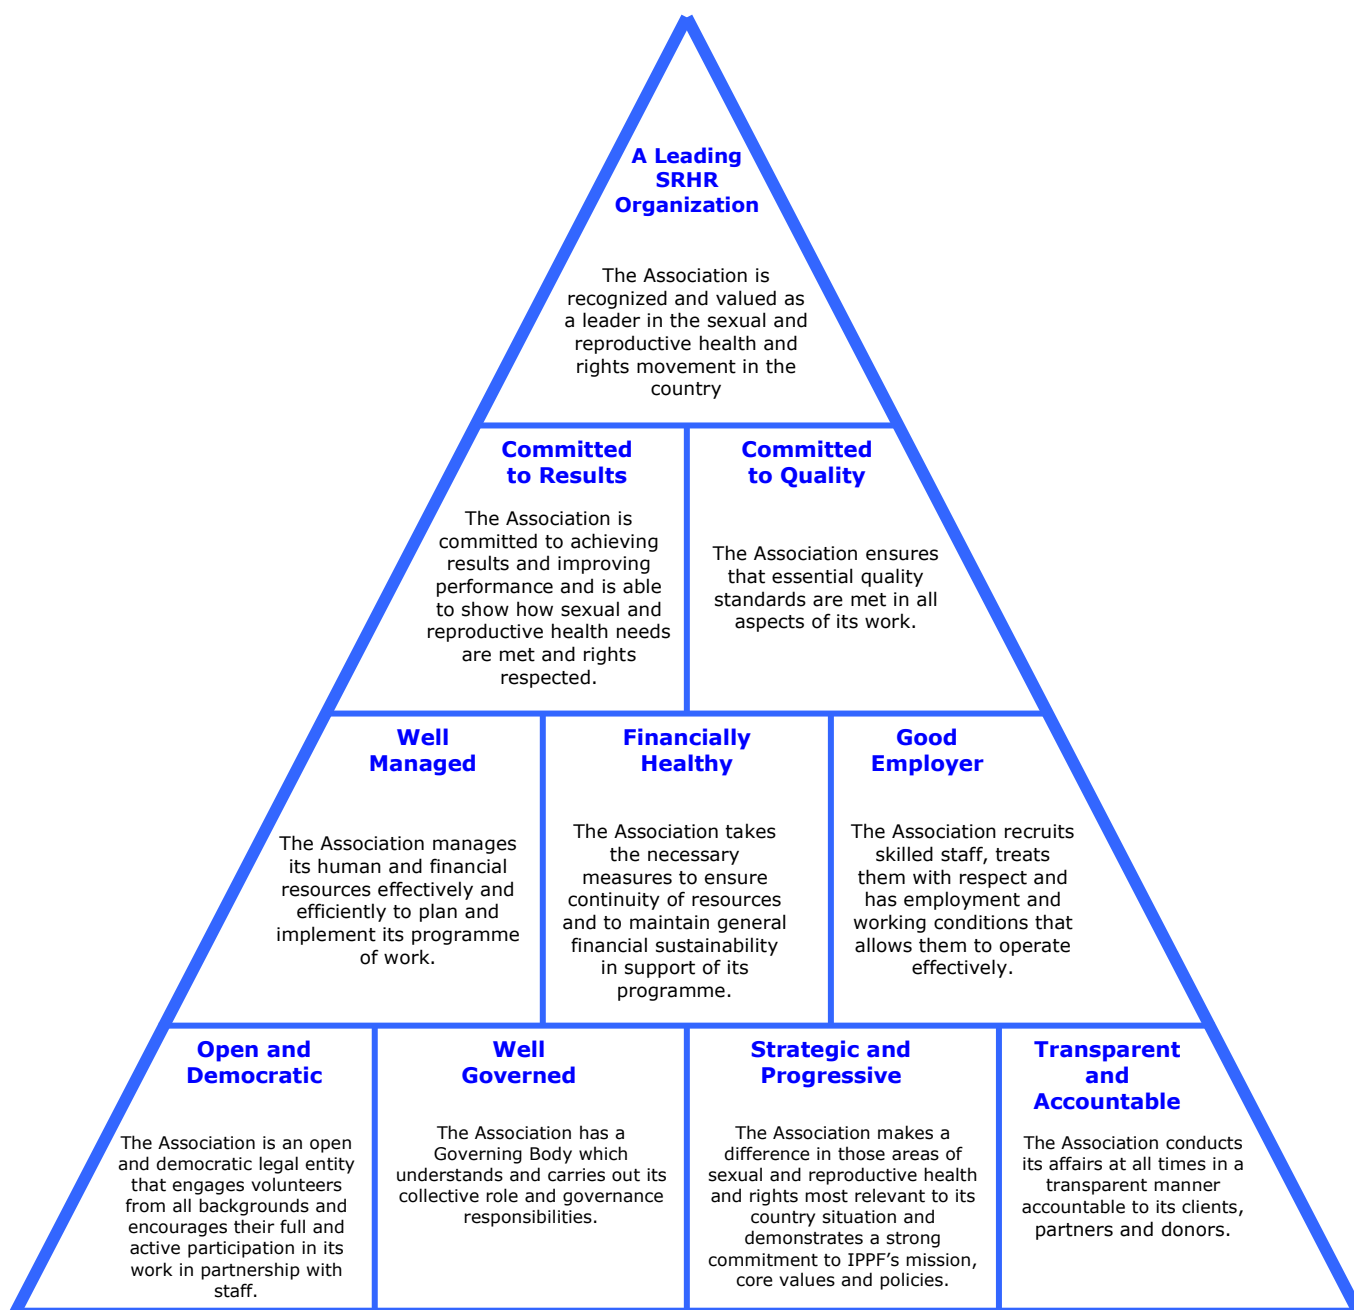 A Leading
SRHR
Organization
The Association is
recognized and valued as
a leader in the sexual and
reproductive health and
rights movement in the
country
Committed
to Results
The Association is
committed to achieving
results and improving
performance and is able
to show how sexual and
reproductive health needs
are met and rights
respected.
Committed
to Quality
The Association ensures
that essential quality
standards are met in all
aspects of its work.
Well
Managed
The Association manages
its human and financial
resources effectively and
efficiently to plan and
implement its programme
of work.
Financially
Healthy
The Association takes
the necessary
measures to ensure
continuity of resources
and to maintain general
financial sustainability
in support of its
programme.
Good
Employer
The Association recruits
skilled staff, treats
them with respect and
has employment and
working conditions that
allows them to operate
effectively.
Open and
Democratic
The Association is an open
and democratic legal entity
that engages volunteers
from all backgrounds and
encourages their full and
active participation in its
work in partnership with
staff.
Well
Governed
The Association has a
Governing Body which
understands and carries out its
collective role and governance
responsibilities.
Strategic and
Progressive
The Association makes a
difference in those areas of
sexual and reproductive health
and rights most relevant to its
country situation and
demonstrates a strong
commitment to IPPF’s mission,
core values and policies.
Transparent
and
Accountable
The Association conducts
its affairs at all times in a
transparent manner
accountable to its clients,
partners and donors.